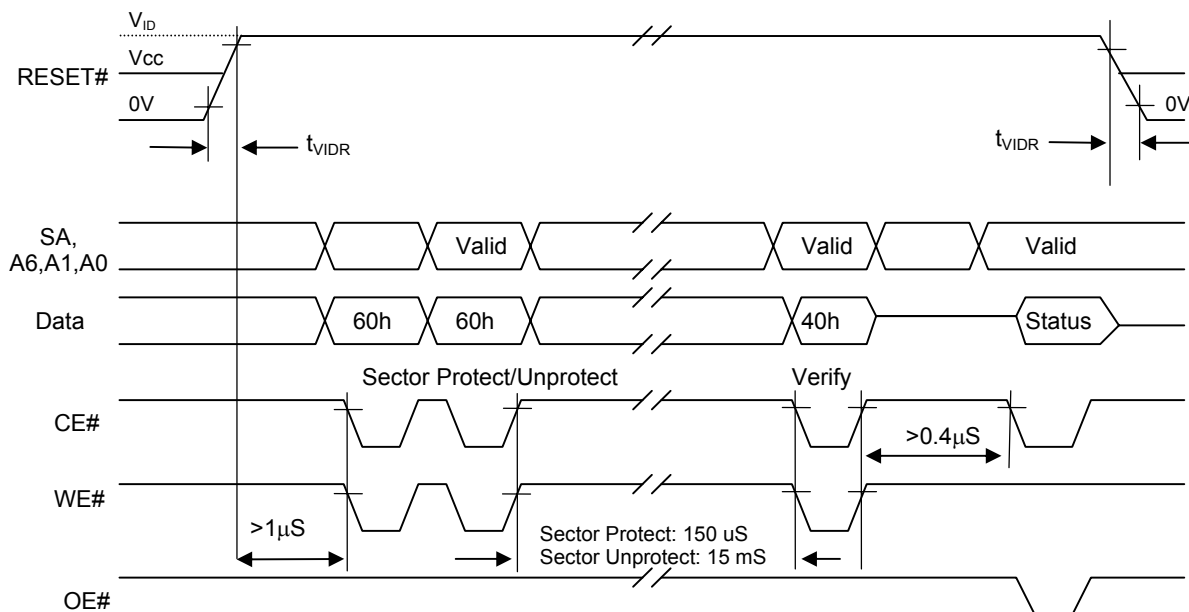 V_ID
Vcc
RESET#
0V
0V
t_VIDR
t_VIDR
SA,
A6,A1,A0
Valid
Valid
Valid
Data
60h
60h
40h
Status
Sector Protect/Unprotect
Verify
CE#
>0.4μS
WE#
>1μS
Sector Protect: 150 uS
Sector Unprotect: 15 mS
OE#